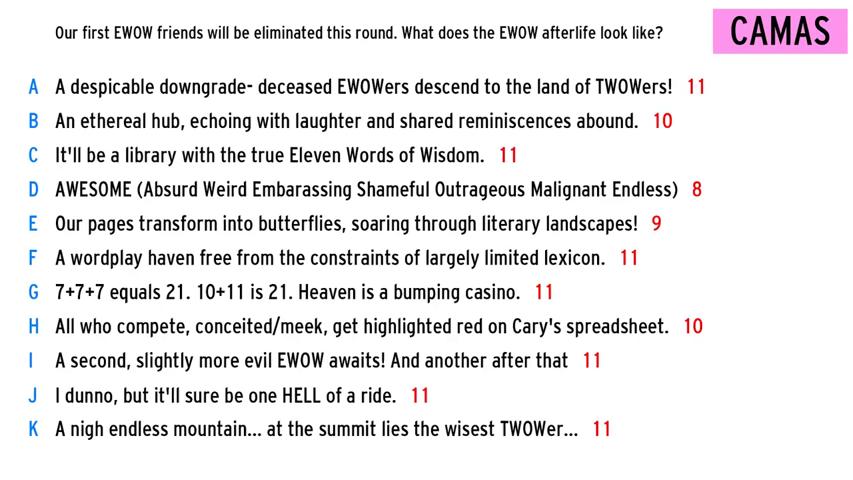 Our first EWOW friends will be eliminated this round. What does the EWOW afterlife look like?
CAMAS
A A despicable downgrade- deceased EWOWers descend to the land of TWOWers! 11
B An ethereal hub, echoing with laughter and shared reminiscences abound. 10
C It'll be a library with the true Eleven Words of Wisdom. 11
D AWESOME (Absurd Weird Embarassing Shameful Outrageous Malignant Endless) 8
E Our pages transform into butterflies, soaring through literary landscapes! 9
F A wordplay haven free from the constraints of largely limited lexicon. 11
G 7+7+7 equals 21. 10+11 is 21. Heaven is a bumping casino. 11
H All who compete, conceited/meek, get highlighted red on Cary's spreadsheet. 10
I A second, slightly more evil EWOW awaits! And another after that 11
J I dunno, but it'll sure be one HELL of a ride. 11
K A nigh endless mountain... at the summit lies the wisest TWOWer... 11